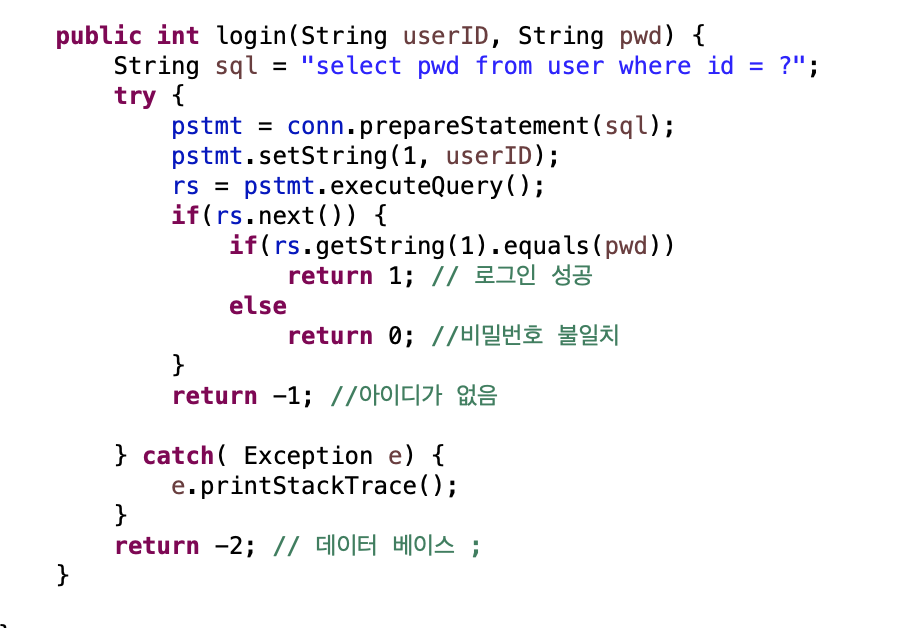 public int login(String userID, String pwd) {
String sql = "select pwd from user where id = ?";
try {
pstmt = conn.prepareStatement(sql);
pstmt.setString(1, userID);
rs = pstmt.executeQuery();
if(rs.next()) {
if(rs.getString(1).equals(pwd))
return 1; // 로그인 성공
else
return 0; //비밀번호 불일치
}
return -1; //아이디가 없음
} catch( Exception e) {
e.printStackTrace();
}
return -2; // 데이터 베이스 ;
}